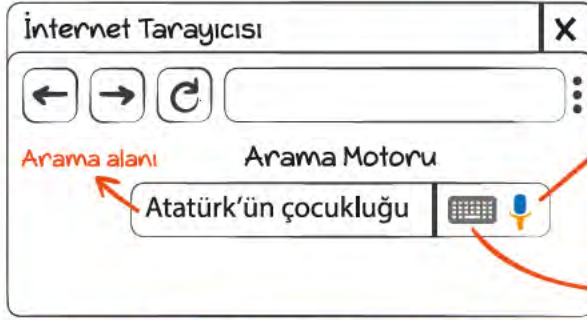 İnternet Tarayıcısı X
Arama alanı
Arama Motoru
Atatürk'ün çocukluğu